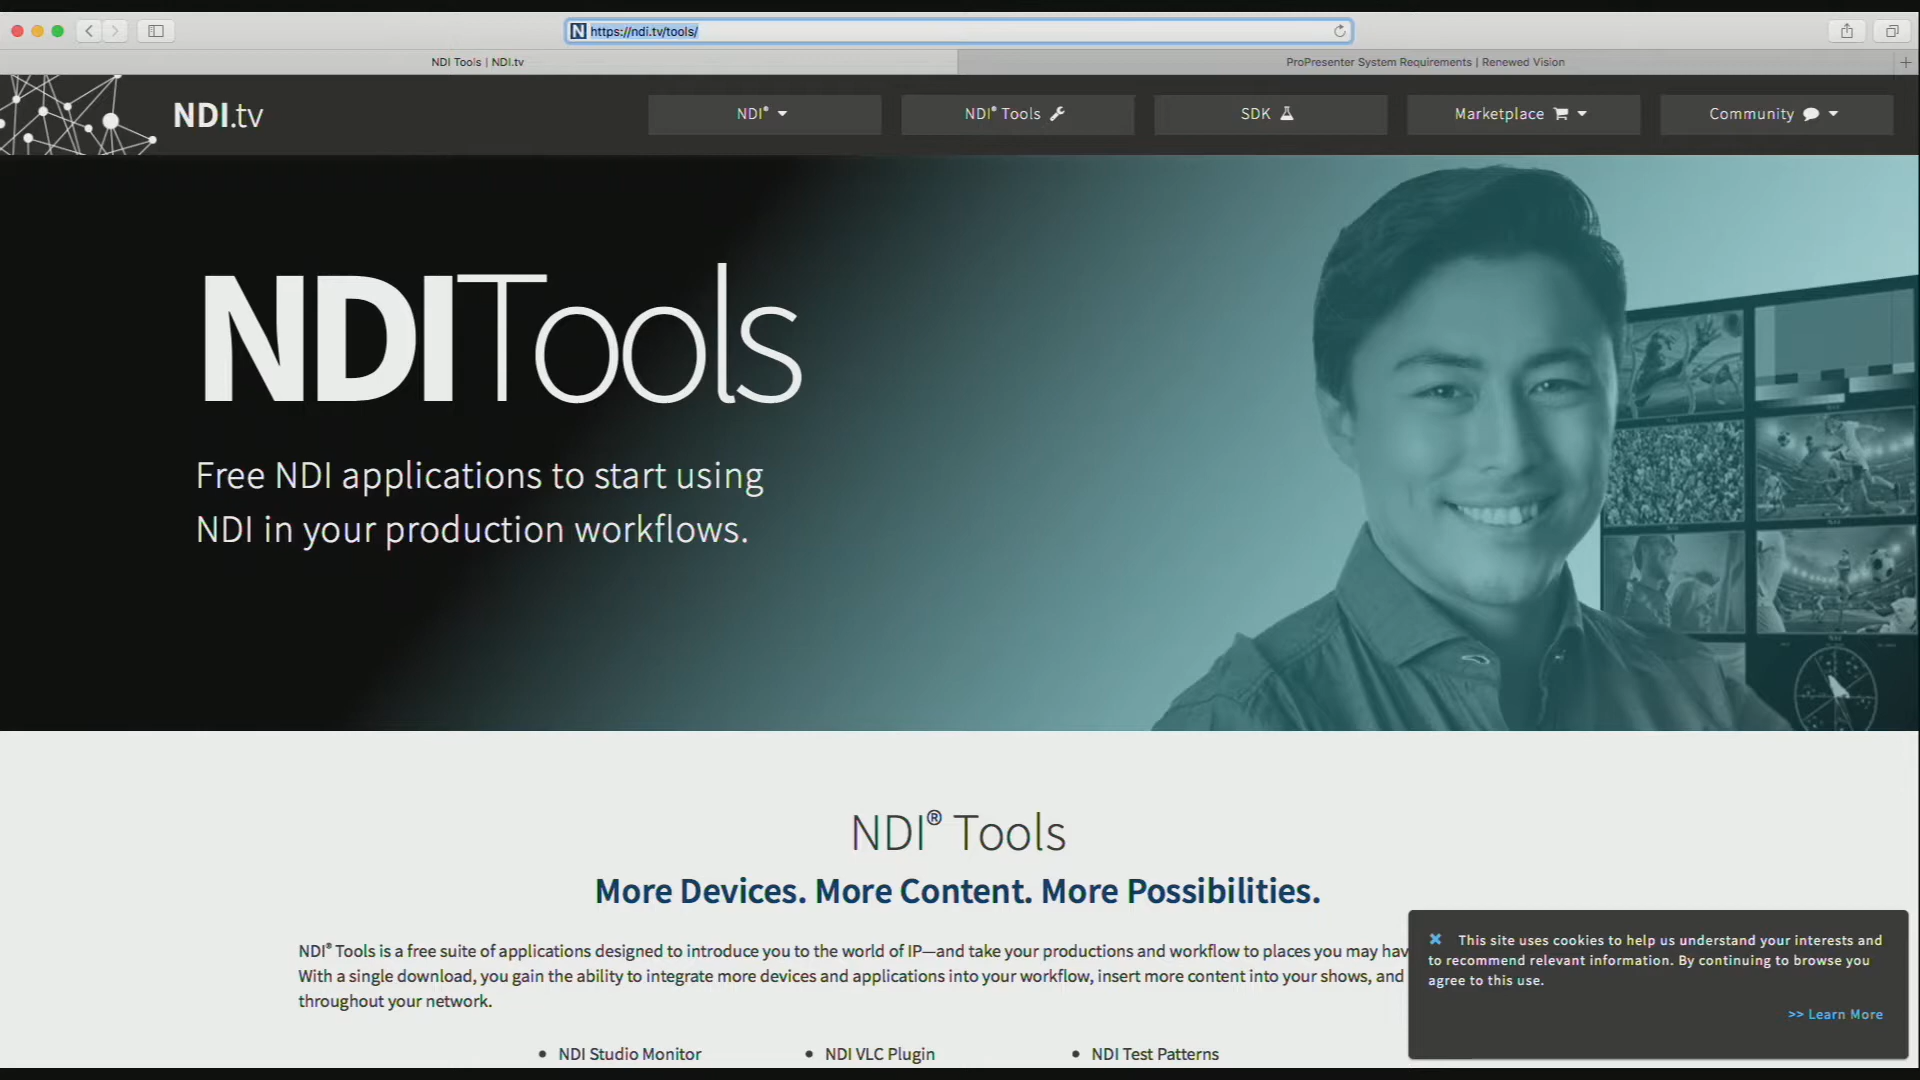 https://ndi.tv/tools/
NDI Tools | NDI.tv
ProPresenter System Requirements | Renewed Vision
NDI.tv
NDI®
NDI® Tools
SDK
Marketplace
Community
NDITools
Free NDI applications to start using
NDI in your production workflows.
NDI® Tools
More Devices. More Content. More Possibilities.
NDI® Tools is a free suite of applications designed to introduce you to the world of IP—and take your productions and workflow to places you may hav
With a single download, you gain the ability to integrate more devices and applications into your workflow, insert more content into your shows, and
throughout your network.
• NDI Studio Monitor
• NDI VLC Plugin
• NDI Test Patterns
This site uses cookies to help us understand your interests and
to recommend relevant information. By continuing to browse you
agree to this use.
>> Learn More